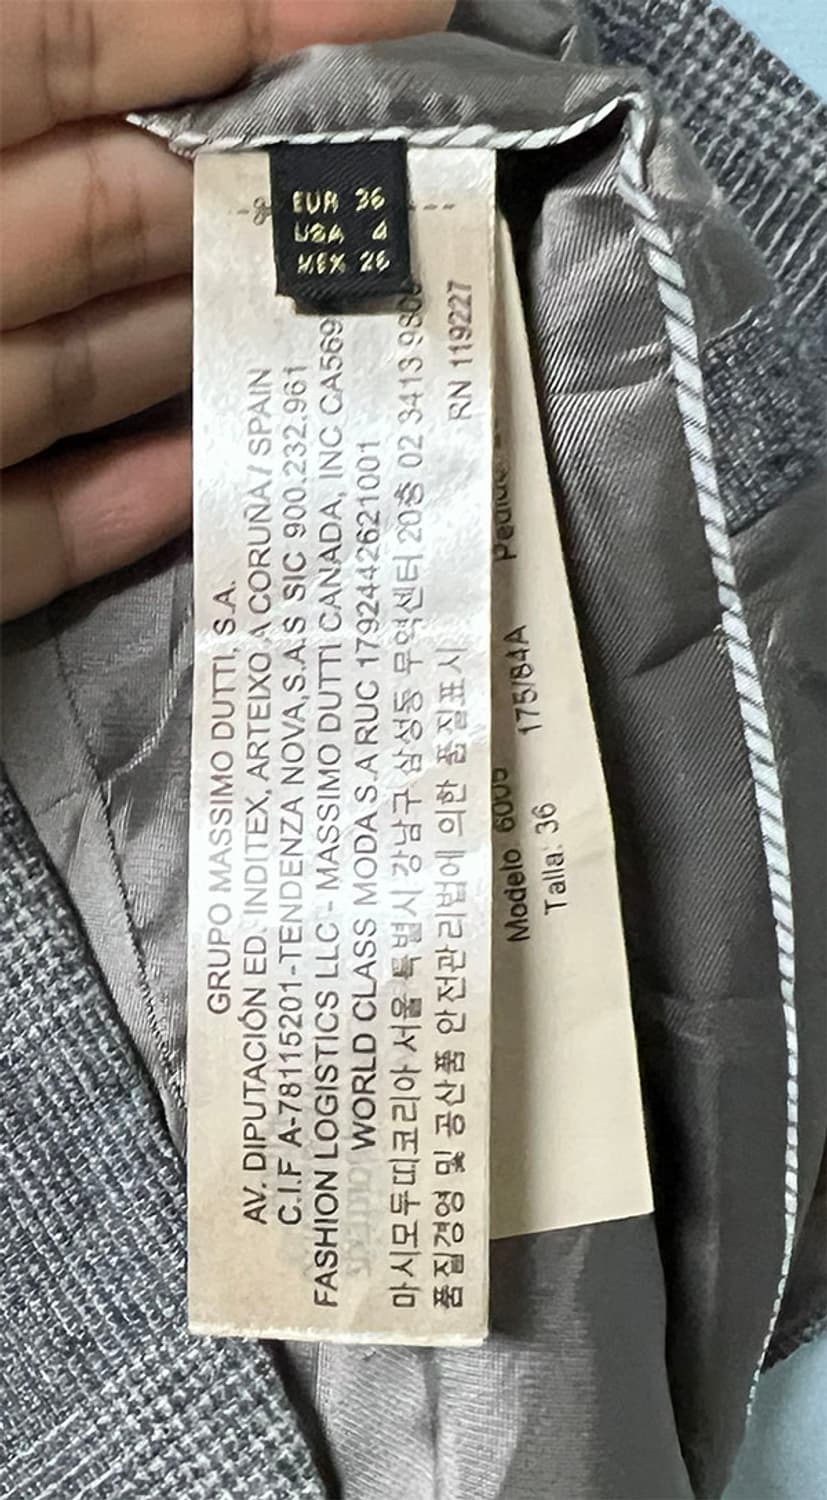 EUR 36
USA 4
MEX 26
GRUPO MASSIMO DUTTI, S.A.
AV. DIPUTACIÓN ED. INDITEX, ARTEIXO A CORUÑA / SPAIN
C.I.F A-78115201-TENDENZA NOVA,S.A.S SIC 900.232.961
FASHION LOGISTICS LLC - MASSIMO DUTTI CANADA, INC CA569
WORLD CLASS MODA S.A RUC 1792442621001
마시모두띠코리아 서울 특별시 강남구 삼성동 무역센터 20층 02 3413 980
품질경영 및 공산품 안전관리법에 의한 품질표시
RN 119227
Modelo 600 175/84A
Talla: 36